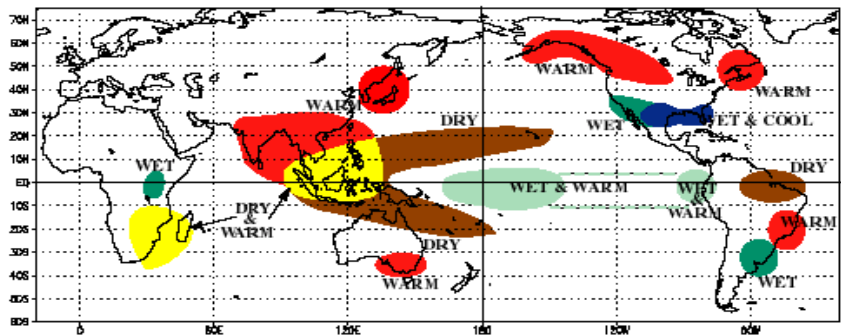 70N
60N
50N
40N
30N
20N
10N
EQ
10S
20S
30S
40S
50S
60S
WARM
WARM
WARM
DRY
WET
WET & COOL
WET
DRY
WET & WARM
WET
&
WARM
DRY
&
WARM
WARM
DRY
WARM
WET
0
60E
120E
180
120W
60W